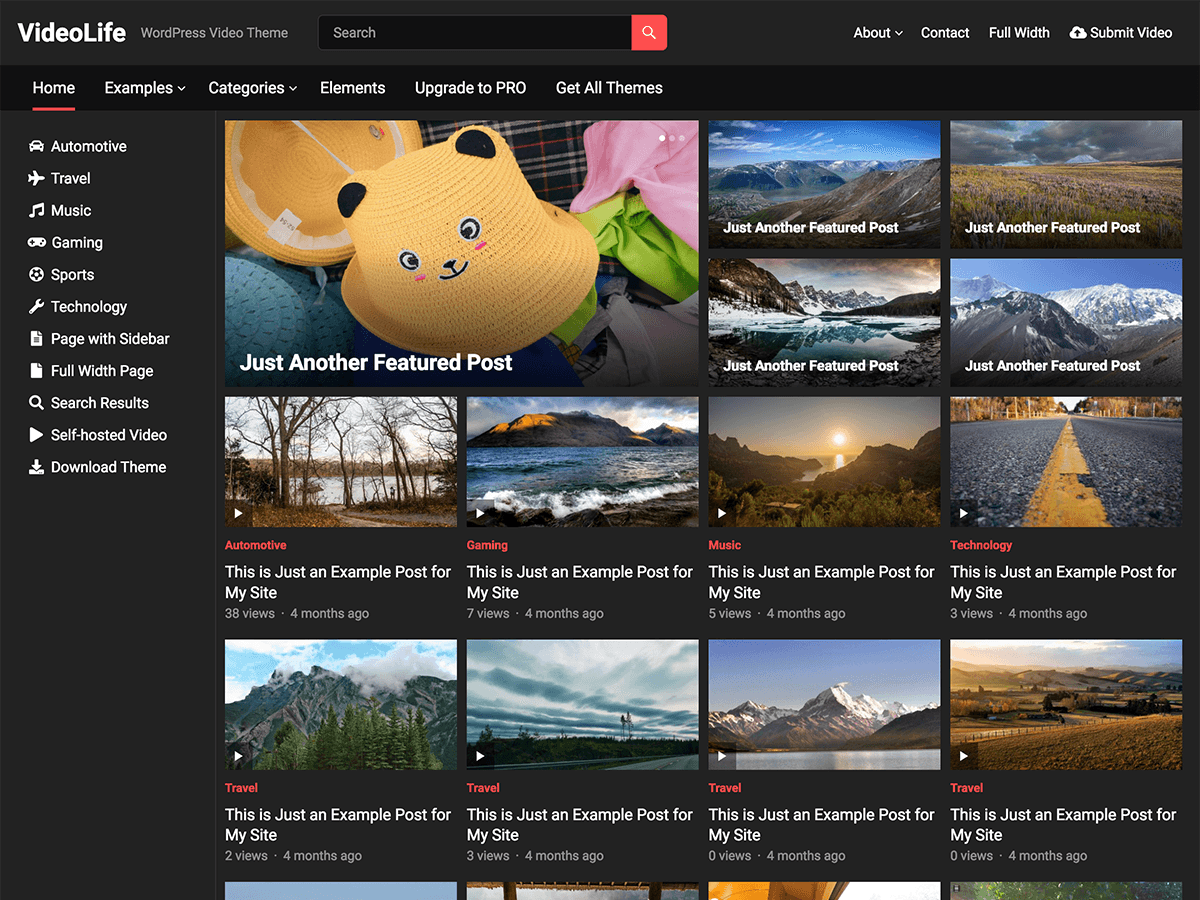 VideoLife WordPress Video Theme Search About Contact Full Width Submit Video
Home Examples Categories Elements Upgrade to PRO Get All Themes
Automotive
Travel
Music
Gaming
Sports
Technology
Page with Sidebar
Full Width Page
Search Results
Self-hosted Video
Download Theme
Just Another Featured Post
Just Another Featured Post
Just Another Featured Post
Just Another Featured Post
Just Another Featured Post
Automotive
This is Just an Example Post for
My Site
38 views · 4 months ago
Gaming
This is Just an Example Post for
My Site
7 views · 4 months ago
Music
This is Just an Example Post for
My Site
5 views · 4 months ago
Technology
This is Just an Example Post for
My Site
3 views · 4 months ago
Travel
This is Just an Example Post for
My Site
2 views · 4 months ago
Travel
This is Just an Example Post for
My Site
3 views · 4 months ago
Travel
This is Just an Example Post for
My Site
0 views · 4 months ago
Travel
This is Just an Example Post for
My Site
0 views · 4 months ago